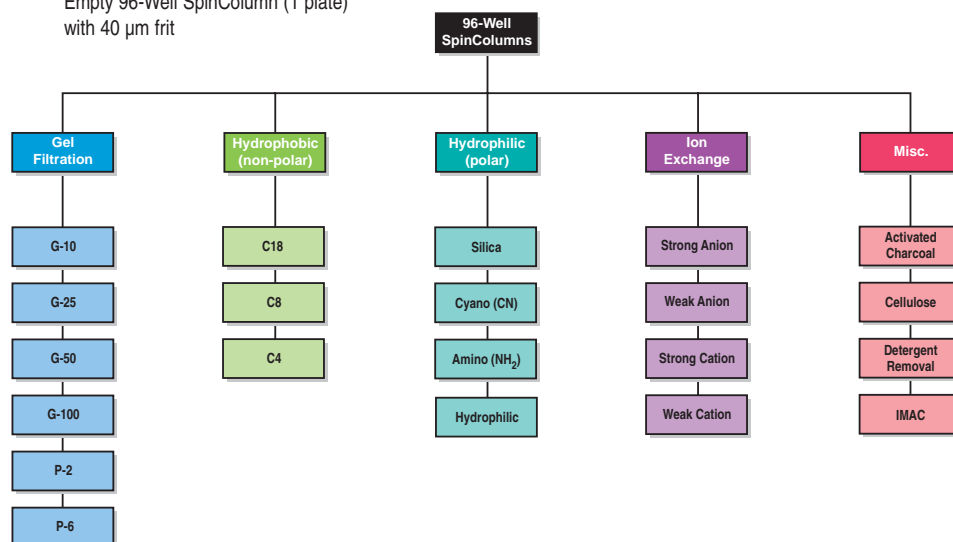 Empty 96-Well SpinColumn (1 plate)
with 40 µm frit
96-Well
SpinColumns
Gel
Filtration
Hydrophobic
(non-polar)
Hydrophilic
(polar)
Ion
Exchange
Misc.
G-10
C18
Silica
Strong Anion
Activated
Charcoal
G-25
C8
Cyano (CN)
Weak Anion
Cellulose
G-50
C4
Amino (NH₂)
Strong Cation
Detergent
Removal
G-100
Hydrophilic
Weak Cation
IMAC
P-2
P-6